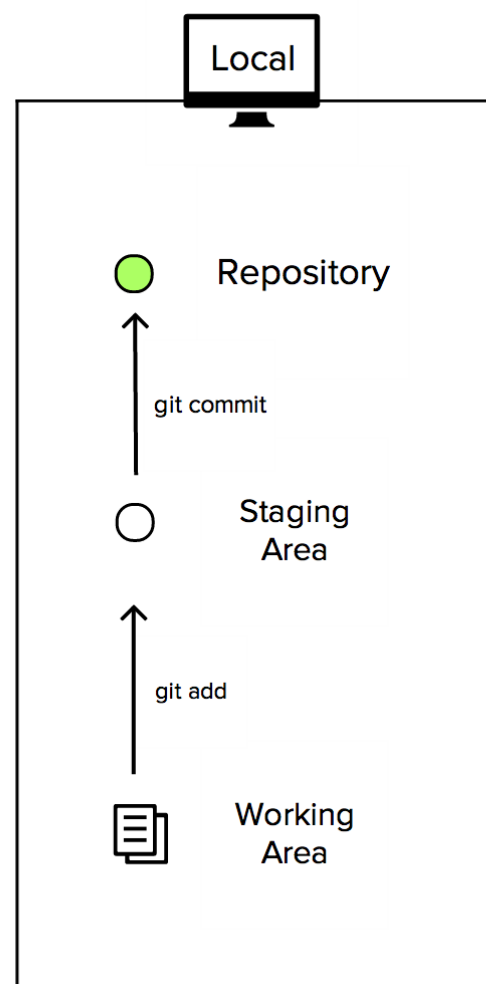 Local
Repository
git commit
Staging
Area
git add
Working
Area